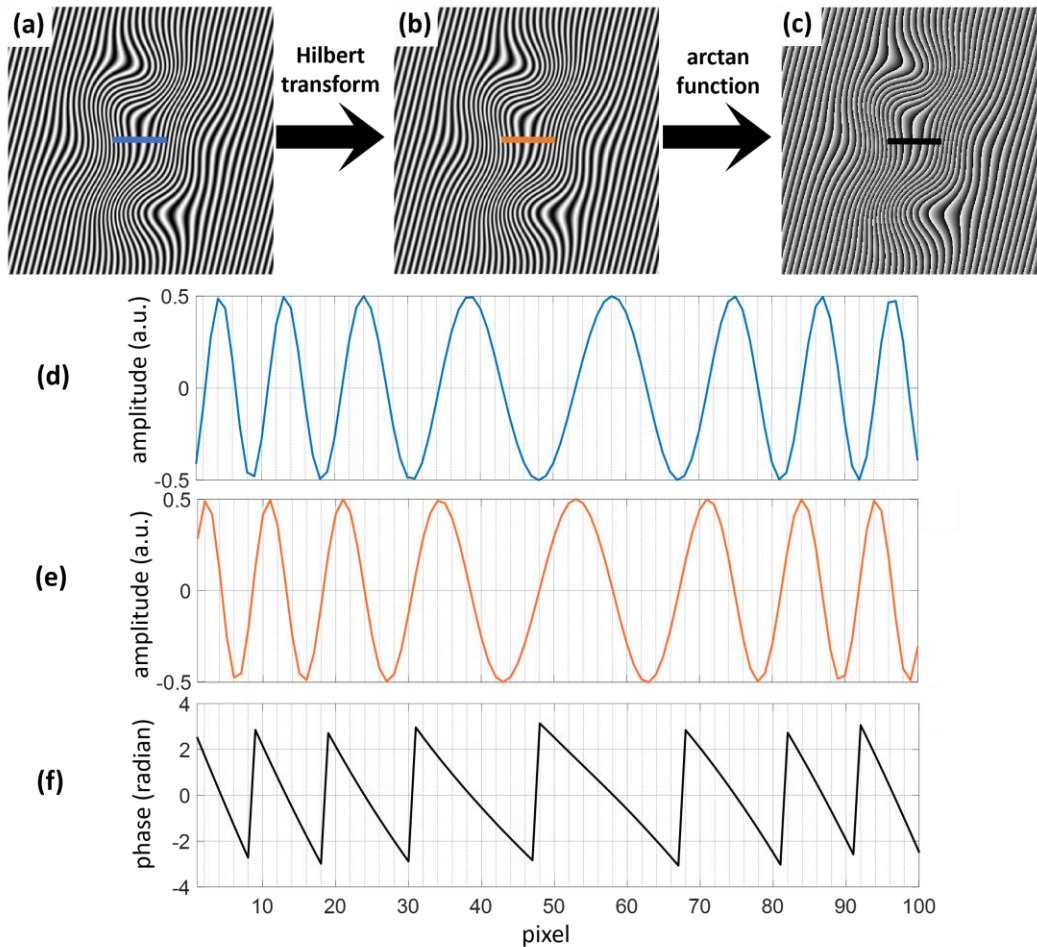 (a)
Hilbert
transform
(b)
arctan
function
(c)
(d)
amplitude (a.u.)
0.5
0
-0.5
(e)
amplitude (a.u.)
0.5
0
-0.5
(f)
phase (radian)
4
2
0
-2
-4
10 20 30 40 50 60 70 80 90 100
pixel